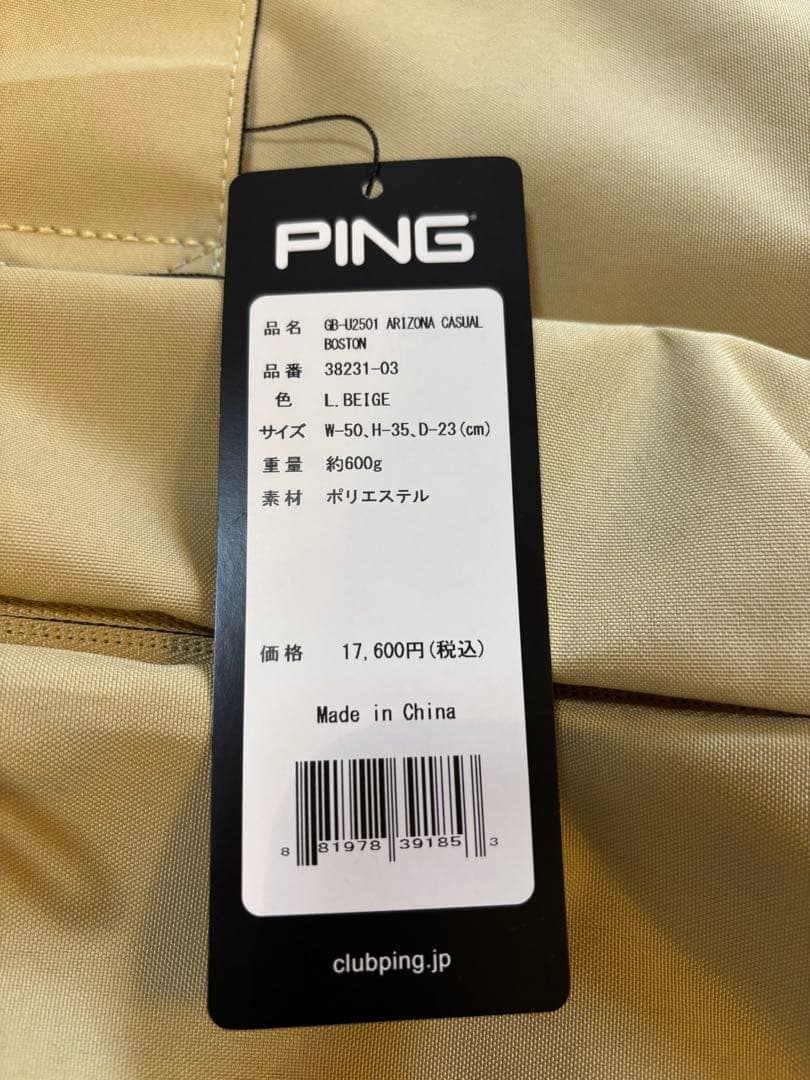 PING
品名 GB-U2501 ARIZONA CASUAL
BOSTON
品番 38231-03
色 L.BEIGE
サイズ W-50、H-35、D-23(cm)
重量 約600g
素材 ポリエステル
価格 17,600円(税込)
Made in China
8 81978 39185 3
clubping.jp